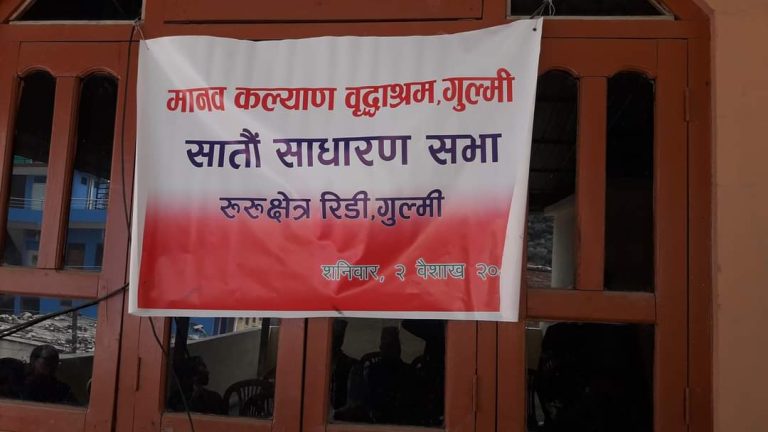 मानव कल्याण वृद्धाश्रम,गुल्मी
सातौं साधारण सभा
रुरुक्षेत्र रिडी,गुल्मी
शनिवार, २ वैशाख २०